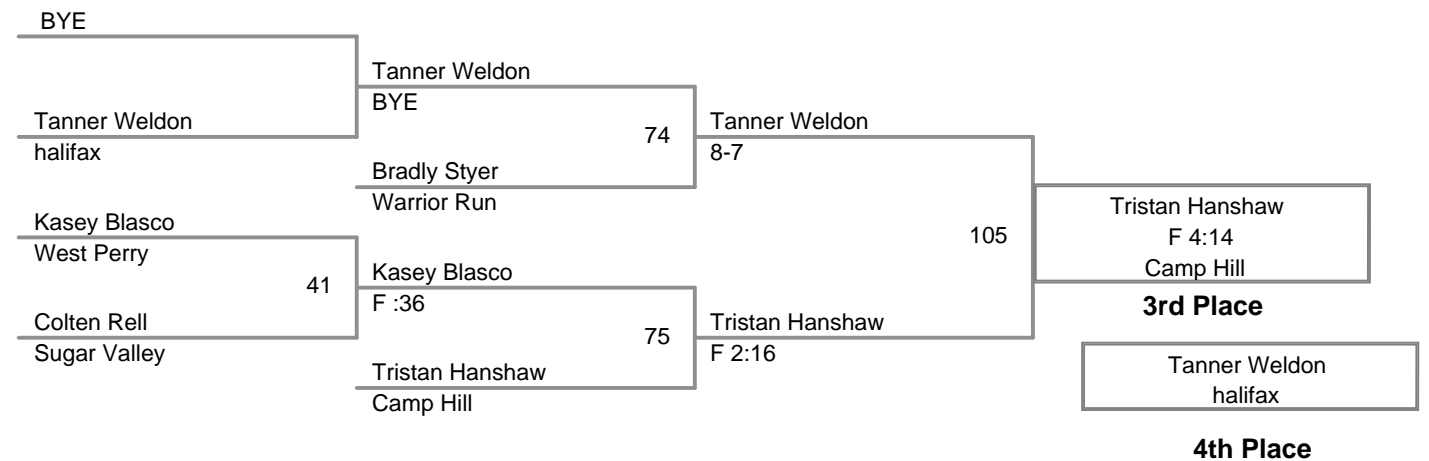 BYE
Tanner Weldon
halifax
Kasey Blasco
West Perry
41
Colten Rell
Sugar Valley
Tanner Weldon
BYE
74
Bradly Styer
Warrior Run
Kasey Blasco
F :36
75
Tristan Hanshaw
Camp Hill
Tanner Weldon
8-7
105
Tristan Hanshaw
F 2:16
Tristan Hanshaw
F 4:14
Camp Hill
3rd Place
Tanner Weldon
halifax
4th Place